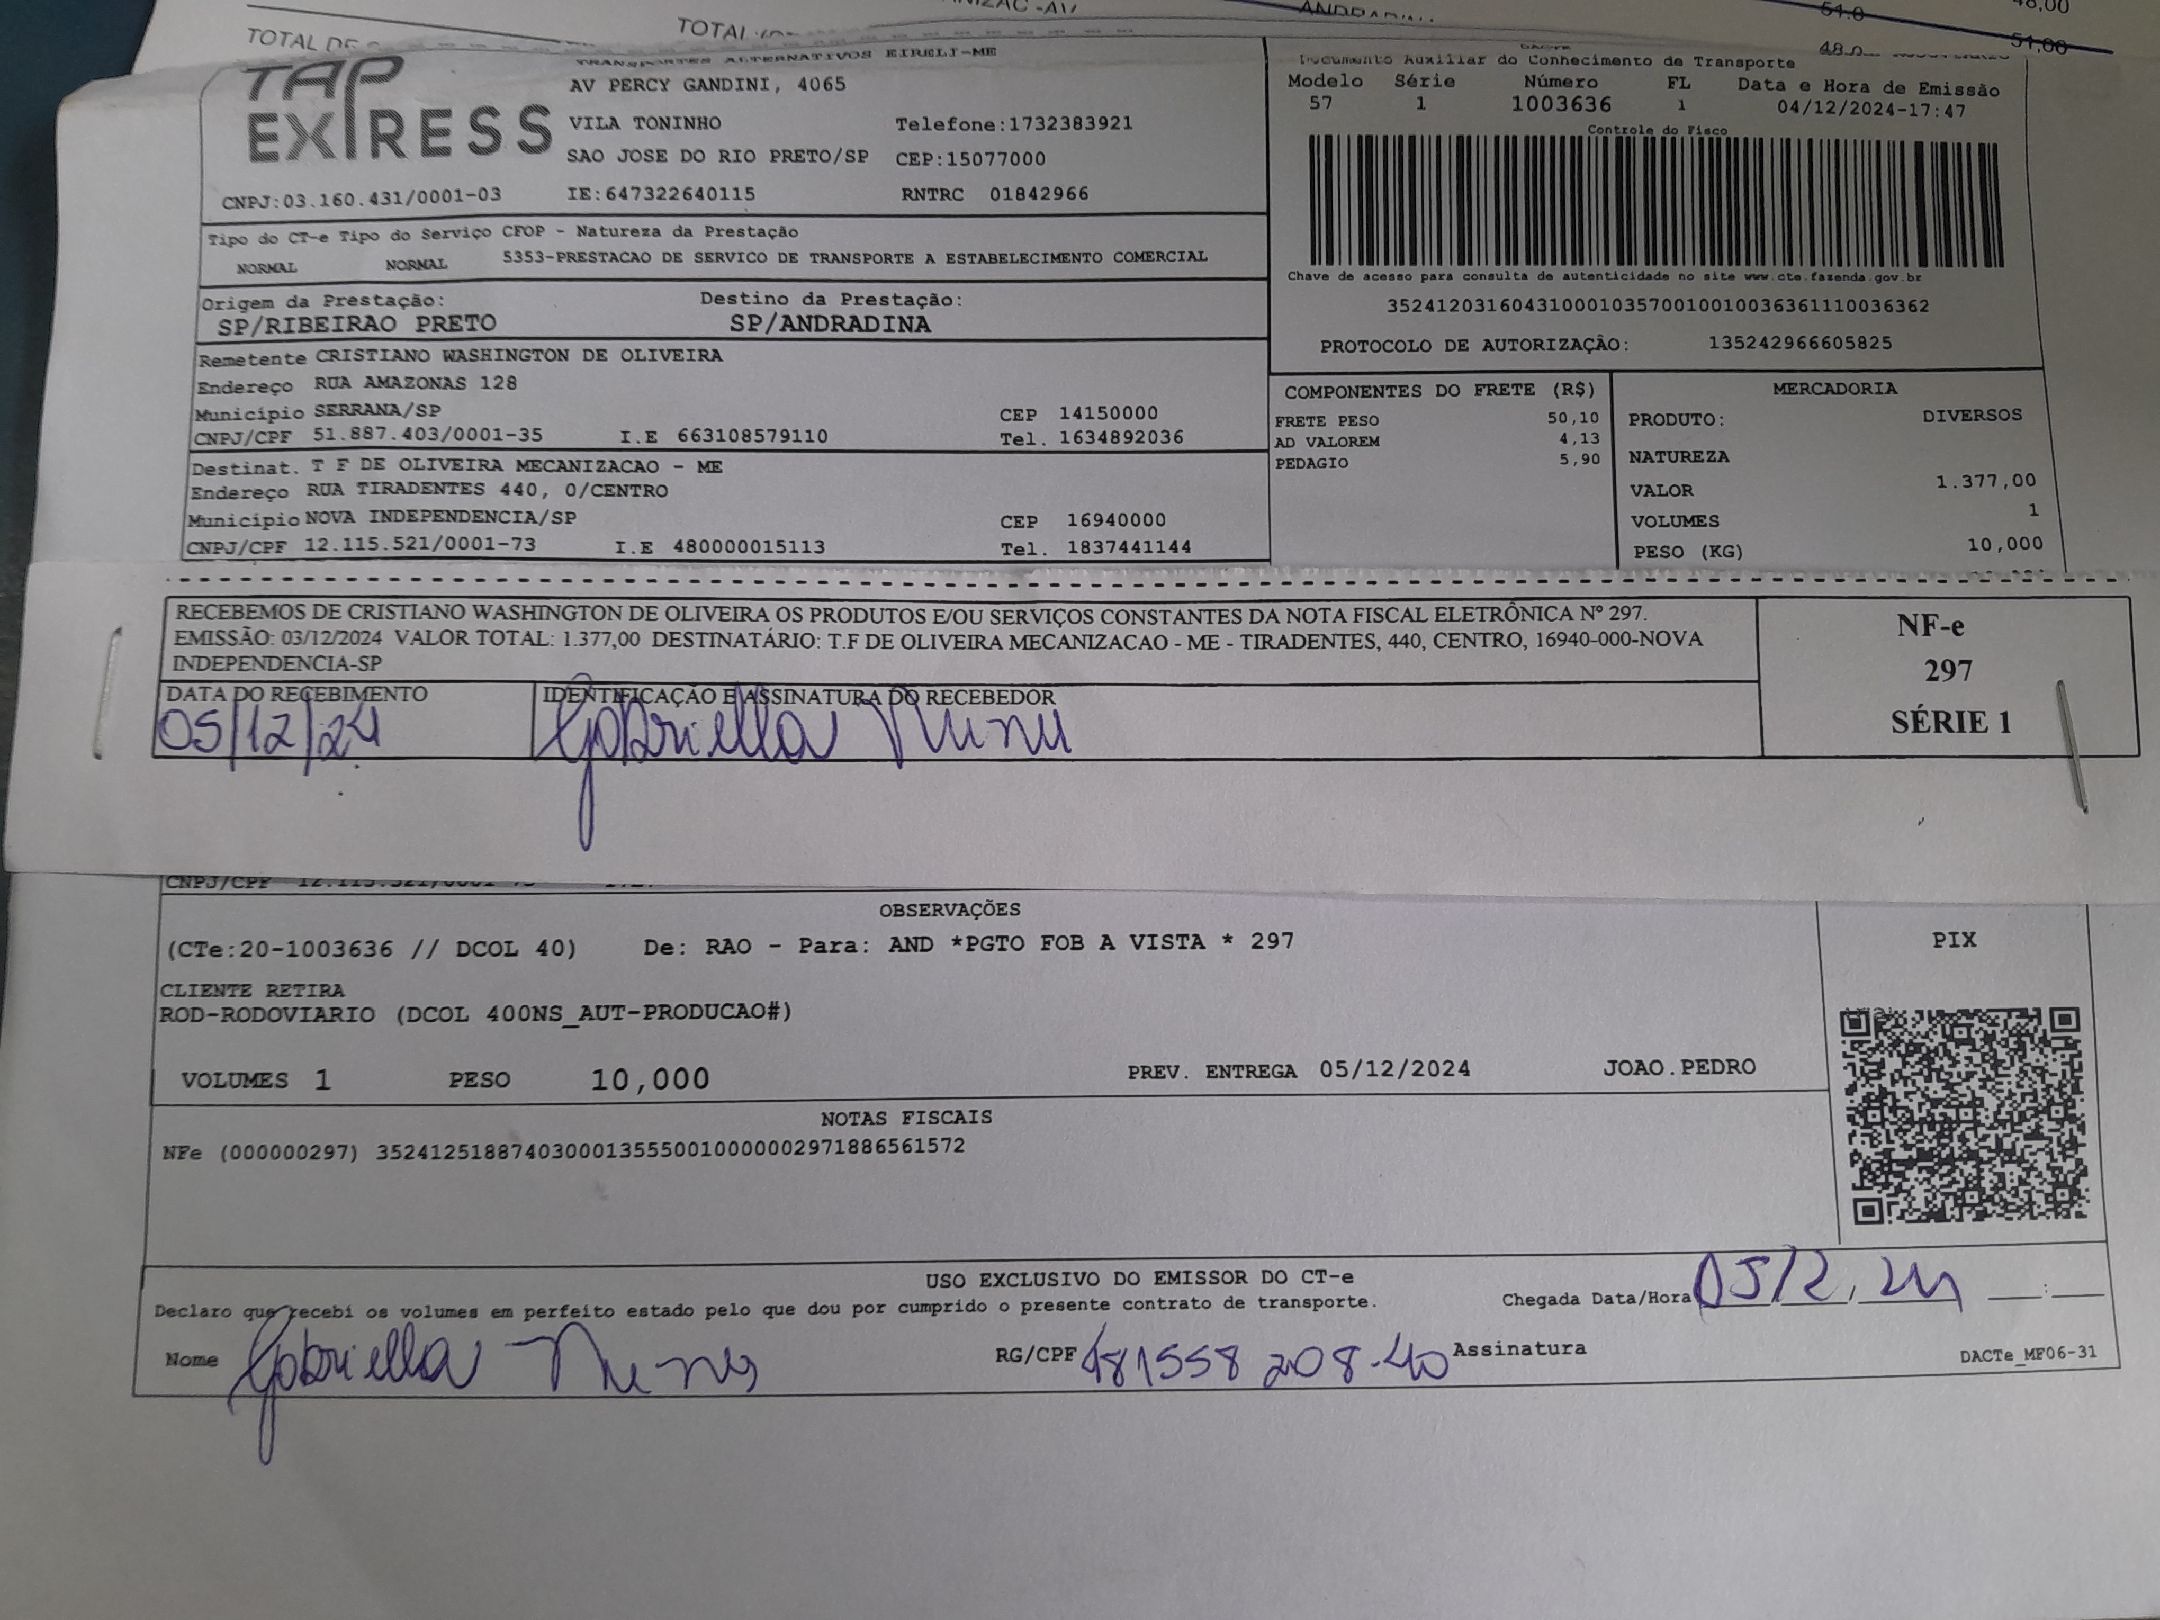 TOTAL
51,00
48,00
TAP
EXPRESS
TRANSPORTES ALTERNATIVOS EIRELI-ME
AV PERCY GANDINI, 4065
VILA TONINHO Telefone:1732383921
SAO JOSE DO RIO PRETO/SP CEP:15077000
CNPJ:03.160.431/0001-03 IE:647322640115 RNTRC 01842966
Documento Auxiliar do Conhecimento de Transporte
Modelo Série Número FL Data e Hora de Emissão
57 1 1003636 1 04/12/2024-17:47
Controle do Fisco
Chave de acesso para consulta de autenticidade no site www.cte.fazenda.gov.br
35241203160431000103570010010036361110036362
PROTOCOLO DE AUTORIZAÇÃO: 135242966605825
Tipo do CT-e Tipo do Serviço CFOP - Natureza da Prestação
NORMAL NORMAL 5353-PRESTACAO DE SERVICO DE TRANSPORTE A ESTABELECIMENTO COMERCIAL
Origem da Prestação: Destino da Prestação:
SP/RIBEIRAO PRETO SP/ANDRADINA
Remetente CRISTIANO WASHINGTON DE OLIVEIRA
Endereço RUA AMAZONAS 128
Município SERRANA/SP CEP 14150000
CNPJ/CPF 51.887.403/0001-35 I.E 663108579110 Tel. 1634892036
Destinat. T F DE OLIVEIRA MECANIZACAO - ME
Endereço RUA TIRADENTES 440, 0/CENTRO
Município NOVA INDEPENDENCIA/SP CEP 16940000
CNPJ/CPF 12.115.521/0001-73 I.E 480000015113 Tel. 1837441144
COMPONENTES DO FRETE (R$)
FRETE PESO 50,10
AD VALOREM 4,13
PEDAGIO 5,90
MERCADORIA
PRODUTO: DIVERSOS
NATUREZA
VALOR 1.377,00
VOLUMES 1
PESO (KG) 10,000
RECEBEMOS DE CRISTIANO WASHINGTON DE OLIVEIRA OS PRODUTOS E/OU SERVIÇOS CONSTANTES DA NOTA FISCAL ELETRÔNICA Nº 297.
EMISSÃO: 03/12/2024 VALOR TOTAL: 1.377,00 DESTINATÁRIO: T.F DE OLIVEIRA MECANIZACAO - ME - TIRADENTES, 440, CENTRO, 16940-000-NOVA
INDEPENDENCIA-SP
DATA DO RECEBIMENTO IDENTIFICAÇÃO E ASSINATURA DO RECEBEDOR
05/12/24 Gabriella Nunes
NF-e
297
SÉRIE 1
CNPJ/CPF
OBSERVAÇÕES
(CTe:20-1003636 // DCOL 40) De: RAO - Para: AND *PGTO FOB A VISTA * 297
CLIENTE RETIRA
ROD-RODOVIARIO (DCOL 400NS_AUT-PRODUCAO#)
VOLUMES 1 PESO 10,000 PREV. ENTREGA 05/12/2024 JOAO.PEDRO
PIX
NOTAS FISCAIS
NFe (000000297) 35241251887403000135550010000002971886561572
USO EXCLUSIVO DO EMISSOR DO CT-e
Declaro que recebi os volumes em perfeito estado pelo que dou por cumprido o presente contrato de transporte. Chegada Data/Hora
Nome Gabriella Nunes RG/CPF 481558208-40 Assinatura
DACTe_MF06-31